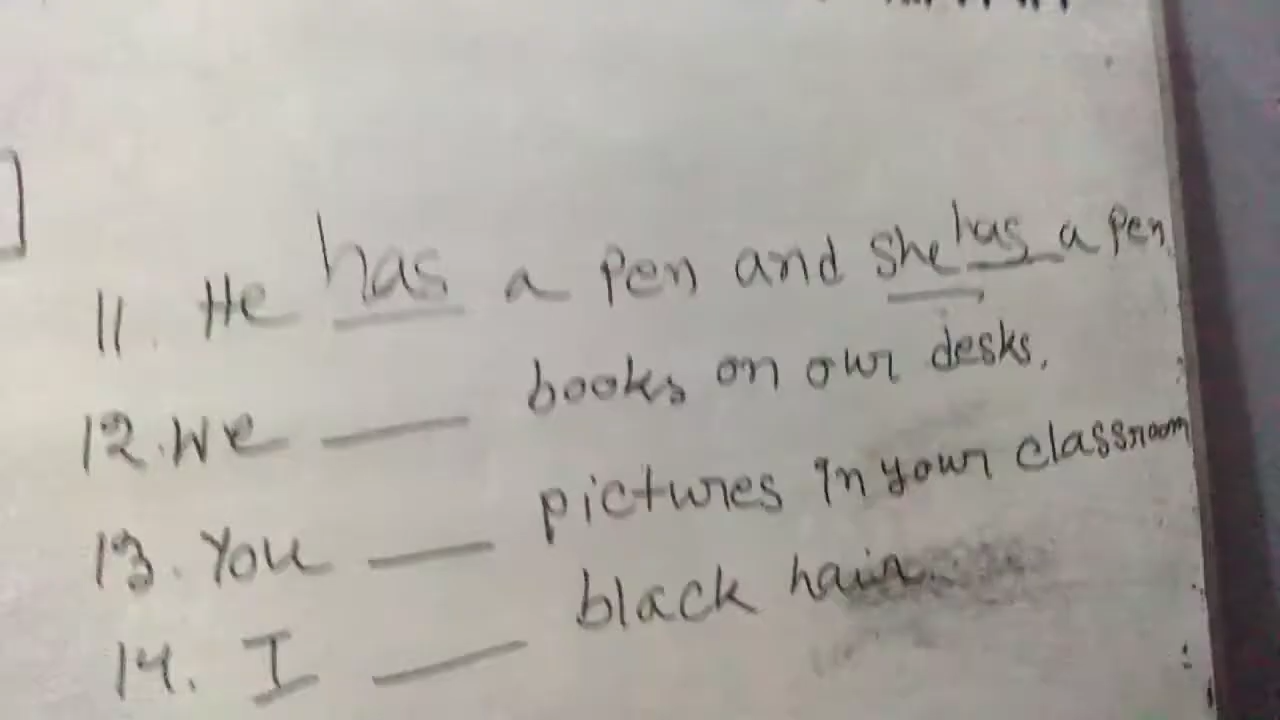 11. He has a pen and she has a pen
12. We ___ books on our desks.
13. You ___ pictures in your classroom
14. I ___ black hair.